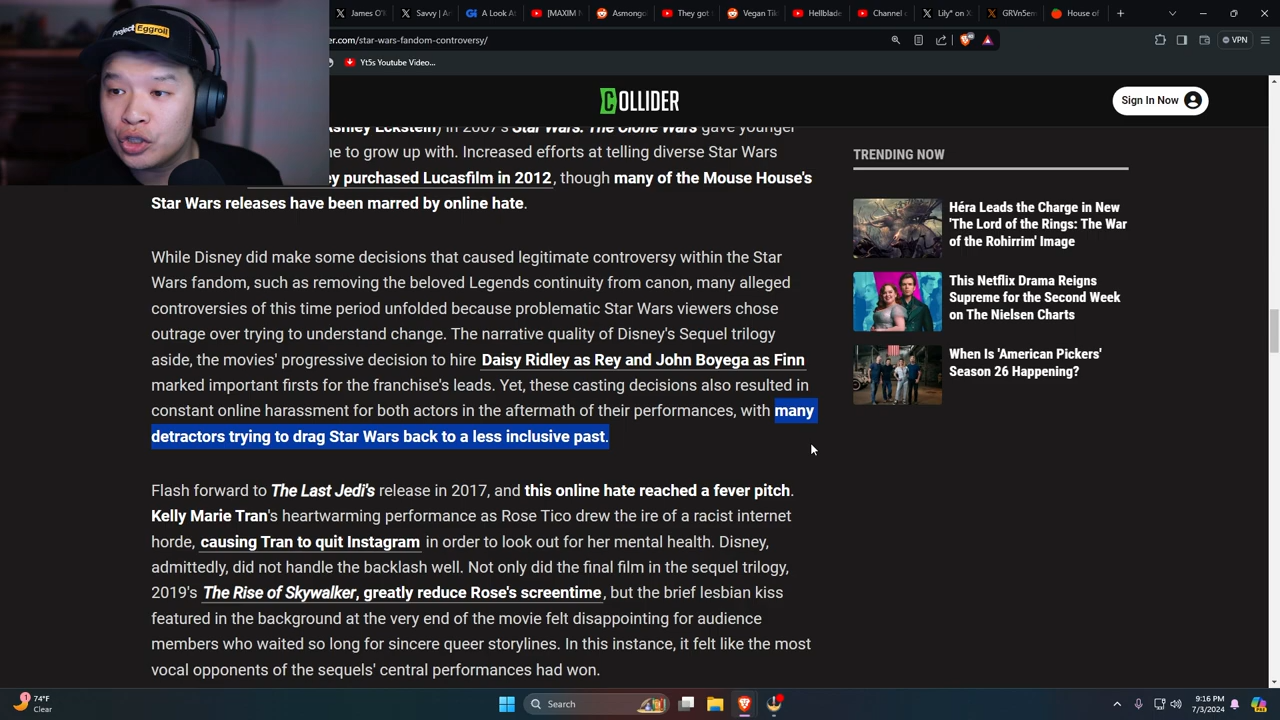 James O'l
Savvy | A
A Look At
[MAXIM N
Asmongo
They got
Vegan Tik
Hellblade
Channel c
Lily* on X
GRVn5em
House of
er.com/star-wars-fandom-controversy/
VPN
Yt5s Youtube Video...
Project Eggroll
COLLIDER
Sign In Now
shley Eckstein) in 2007's Star Wars: The Clone Wars gave younger
me to grow up with. Increased efforts at telling diverse Star Wars
ey purchased Lucasfilm in 2012, though many of the Mouse House's
Star Wars releases have been marred by online hate.
While Disney did make some decisions that caused legitimate controversy within the Star
Wars fandom, such as removing the beloved Legends continuity from canon, many alleged
controversies of this time period unfolded because problematic Star Wars viewers chose
outrage over trying to understand change. The narrative quality of Disney's Sequel trilogy
aside, the movies' progressive decision to hire Daisy Ridley as Rey and John Boyega as Finn
marked important firsts for the franchise's leads. Yet, these casting decisions also resulted in
constant online harassment for both actors in the aftermath of their performances, with many
detractors trying to drag Star Wars back to a less inclusive past.
Flash forward to The Last Jedi's release in 2017, and this online hate reached a fever pitch.
Kelly Marie Tran's heartwarming performance as Rose Tico drew the ire of a racist internet
horde, causing Tran to quit Instagram in order to look out for her mental health. Disney,
admittedly, did not handle the backlash well. Not only did the final film in the sequel trilogy,
2019's The Rise of Skywalker, greatly reduce Rose's screentime, but the brief lesbian kiss
featured in the background at the very end of the movie felt disappointing for audience
members who waited so long for sincere queer storylines. In this instance, it felt like the most
vocal opponents of the sequels' central performances had won.
TRENDING NOW
Héra Leads the Charge in New
'The Lord of the Rings: The War
of the Rohirrim' Image
This Netflix Drama Reigns
Supreme for the Second Week
on The Nielsen Charts
When Is 'American Pickers'
Season 26 Happening?
74°F
Clear
Search
9:16 PM
7/3/2024